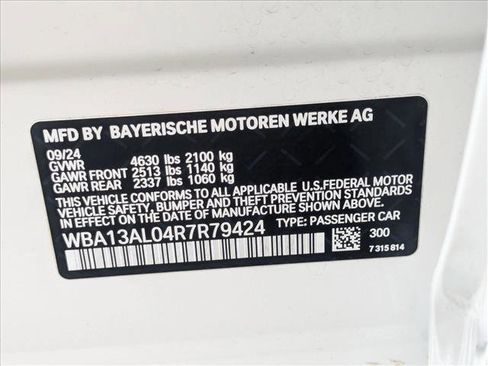 MFD BY BAYERISCHE MOTOREN WERKE AG
09/24
GVWR 4630 lbs 2100 kg
GAWR FRONT 2513 lbs 1140 kg
GAWR REAR 2337 lbs 1060 kg
THIS VEHICLE CONFORMS TO ALL APPLICABLE U.S.FEDERAL MOTOR
VEHICLE SAFETY, BUMPER, AND THEFT PREVENTION STANDARDS
IN EFFECT ON THE DATE OF MANUFACTURE SHOWN ABOVE.
WBA13AL04R7R79424 TYPE: PASSENGER CAR
300
7 315 814